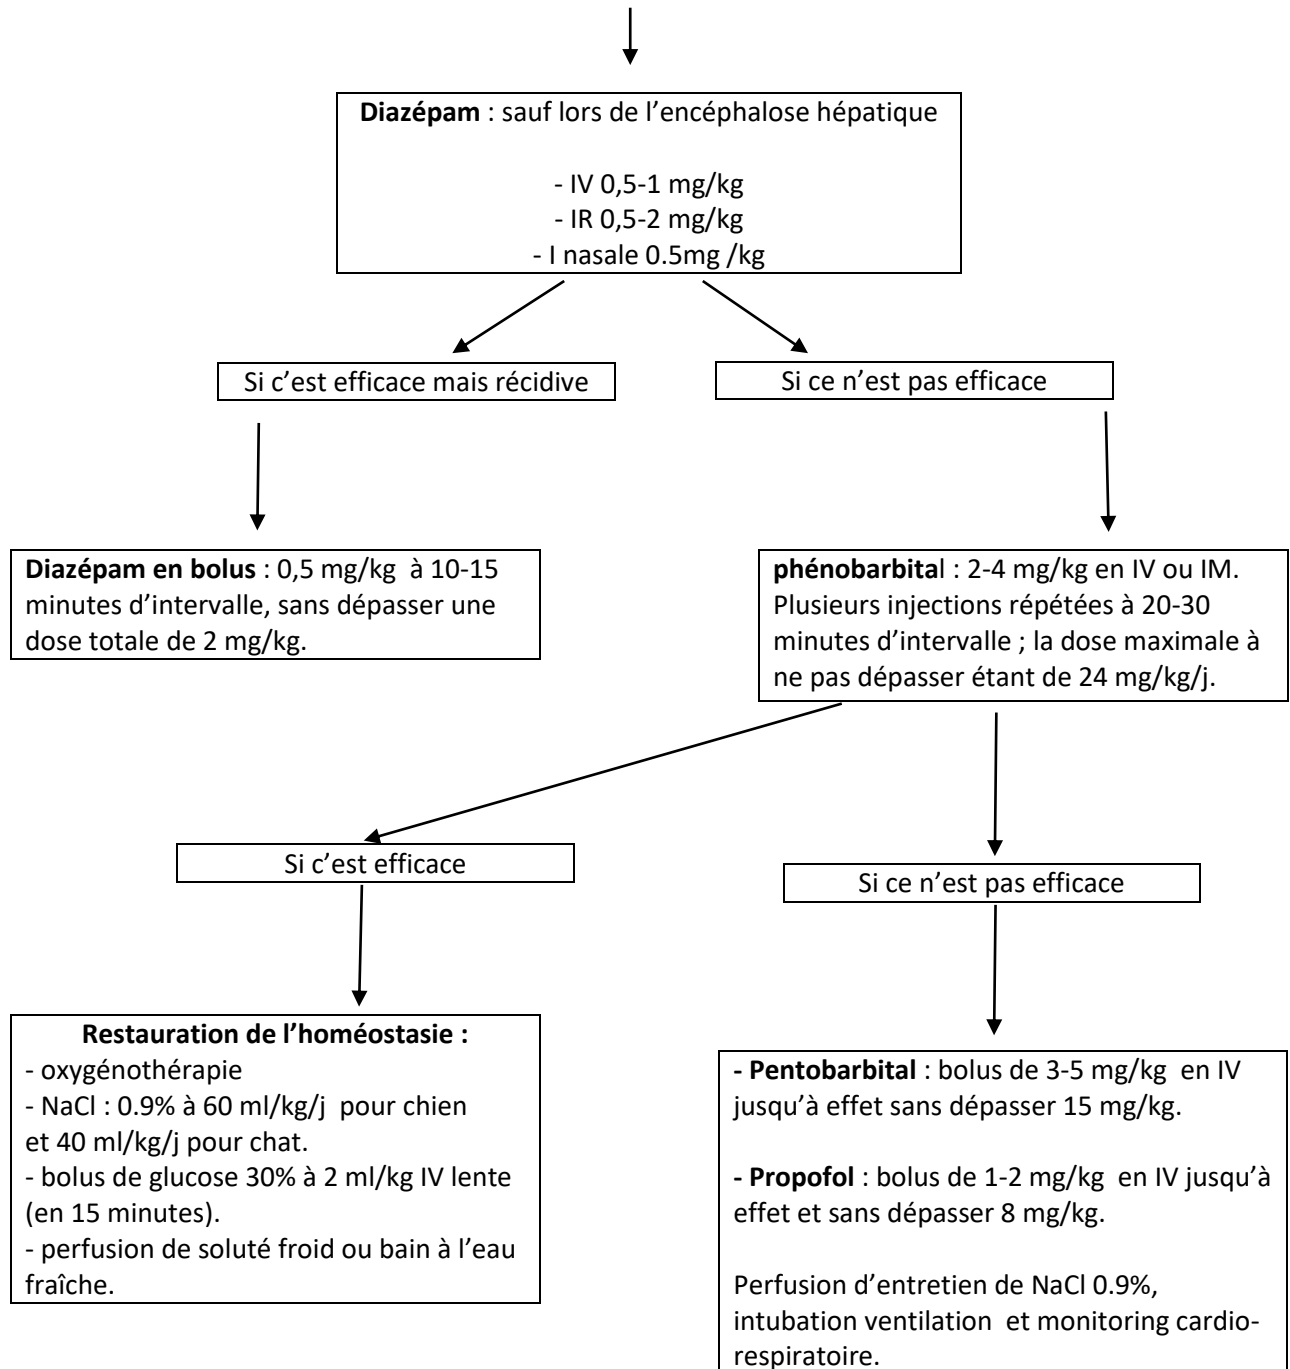 Diazépam : sauf lors de l’encéphalose hépatique
- IV 0,5-1 mg/kg
- IR 0,5-2 mg/kg
- I nasale 0.5mg /kg
Si c’est efficace mais récidive
Si ce n’est pas efficace
Diazépam en bolus : 0,5 mg/kg à 10-15
minutes d’intervalle, sans dépasser une
dose totale de 2 mg/kg.
phénobarbital : 2-4 mg/kg en IV ou IM.
Plusieurs injections répétées à 20-30
minutes d’intervalle ; la dose maximale à
ne pas dépasser étant de 24 mg/kg/j.
Si c’est efficace
Si ce n’est pas efficace
Restauration de l’homéostasie :
- oxygénothérapie
- NaCl : 0.9% à 60 ml/kg/j pour chien
et 40 ml/kg/j pour chat.
- bolus de glucose 30% à 2 ml/kg IV lente
(en 15 minutes).
- perfusion de soluté froid ou bain à l’eau
fraîche.
- Pentobarbital : bolus de 3-5 mg/kg en IV
jusqu’à effet sans dépasser 15 mg/kg.
- Propofol : bolus de 1-2 mg/kg en IV jusqu’à
effet et sans dépasser 8 mg/kg.
Perfusion d’entretien de NaCl 0.9%,
intubation ventilation et monitoring cardio-
respiratoire.